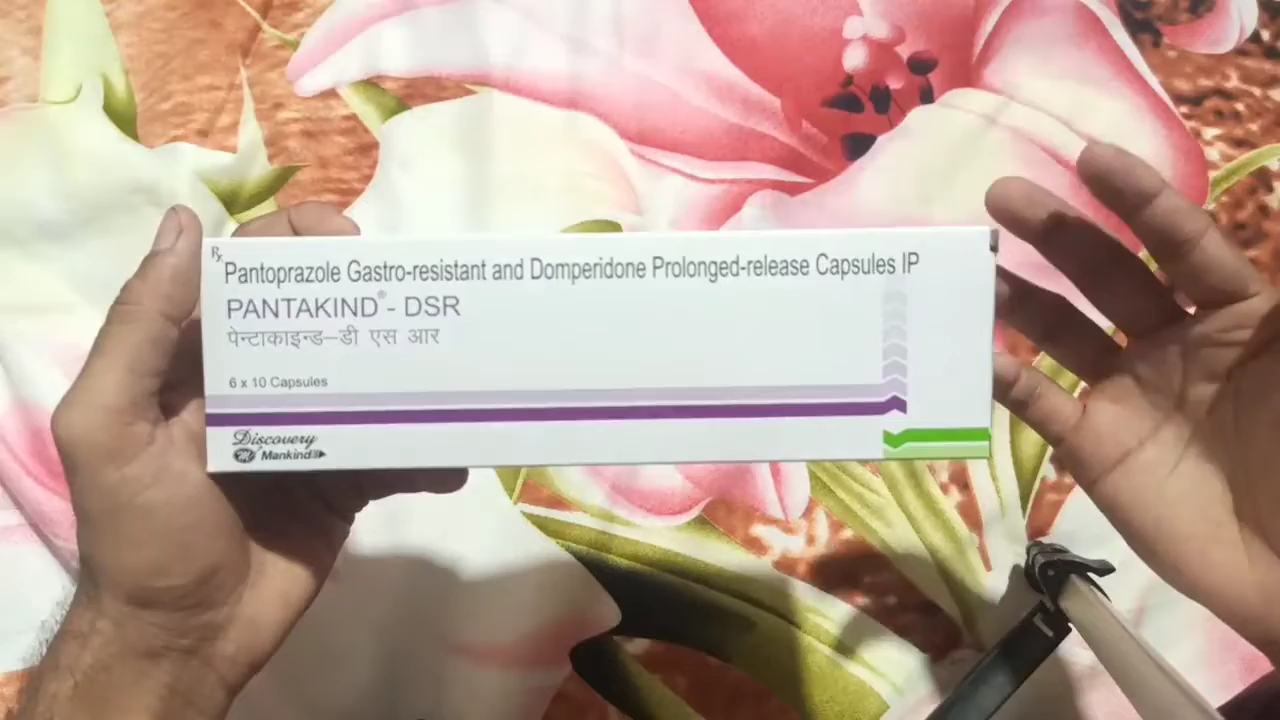 Rx
Pantoprazole Gastro-resistant and Domperidone Prolonged-release Capsules IP
PANTAKIND® - DSR
पेन्टाकाइन्ड–डी एस आर
6 x 10 Capsules
Discovery
Mankind